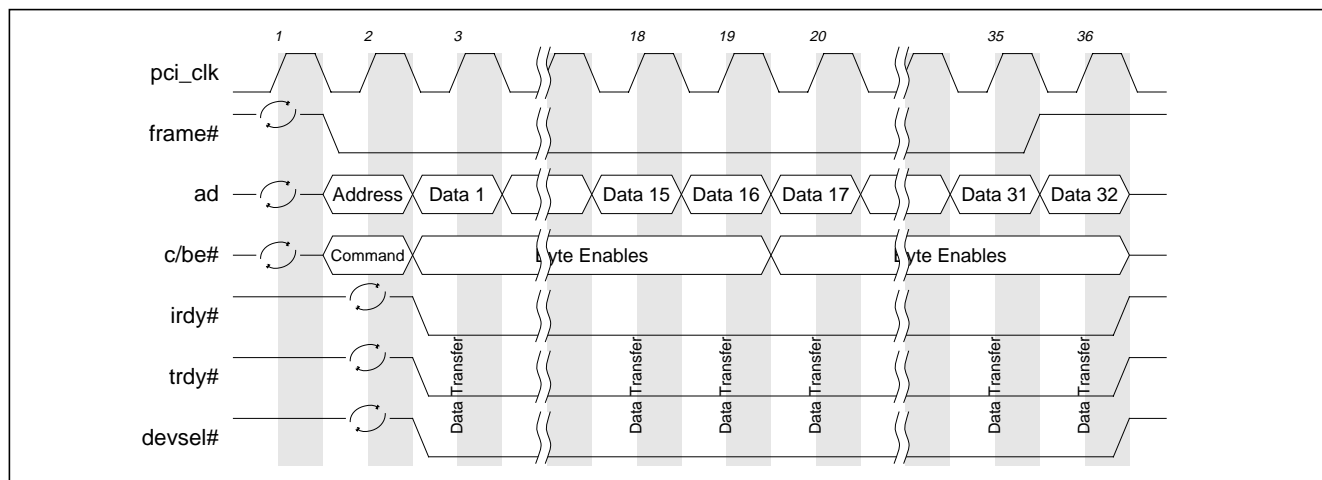 1 2 3 18 19 20 35 36
pci_clk
frame#
ad Address Data 1 Data 15 Data 16 Data 17 Data 31 Data 32
c/be# Command Byte Enables Byte Enables
irdy#
trdy#
devsel#
Data Transfer
Data Transfer
Data Transfer
Data Transfer
Data Transfer
Data Transfer